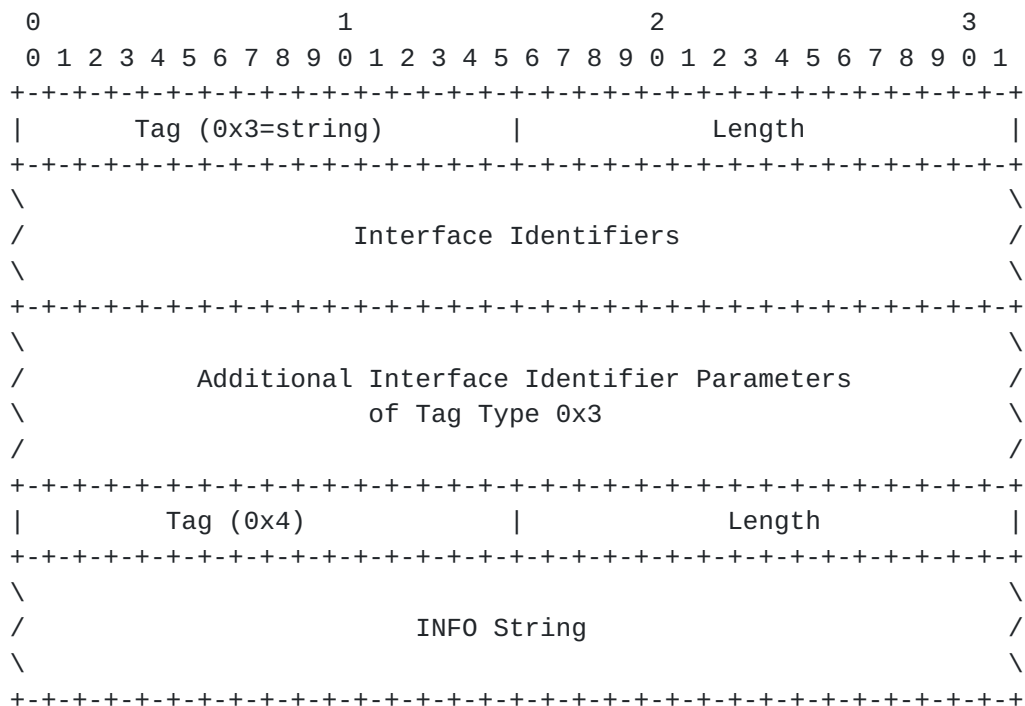 0                   1                   2                   3
 0 1 2 3 4 5 6 7 8 9 0 1 2 3 4 5 6 7 8 9 0 1 2 3 4 5 6 7 8 9 0 1
+-+-+-+-+-+-+-+-+-+-+-+-+-+-+-+-+-+-+-+-+-+-+-+-+-+-+-+-+-+-+-+-+
|       Tag (0x3=string)        |            Length             |
+-+-+-+-+-+-+-+-+-+-+-+-+-+-+-+-+-+-+-+-+-+-+-+-+-+-+-+-+-+-+-+-+
\                                                               \
/                     Interface Identifiers                     /
\                                                               \
+-+-+-+-+-+-+-+-+-+-+-+-+-+-+-+-+-+-+-+-+-+-+-+-+-+-+-+-+-+-+-+-+
\                                                               \
/           Additional Interface Identifier Parameters          /
\                      of Tag Type 0x3                          \
/                                                               /
+-+-+-+-+-+-+-+-+-+-+-+-+-+-+-+-+-+-+-+-+-+-+-+-+-+-+-+-+-+-+-+-+
|         Tag (0x4)             |             Length            |
+-+-+-+-+-+-+-+-+-+-+-+-+-+-+-+-+-+-+-+-+-+-+-+-+-+-+-+-+-+-+-+-+
\                                                               \
/                         INFO String                           /
\                                                               \
+-+-+-+-+-+-+-+-+-+-+-+-+-+-+-+-+-+-+-+-+-+-+-+-+-+-+-+-+-+-+-+-+